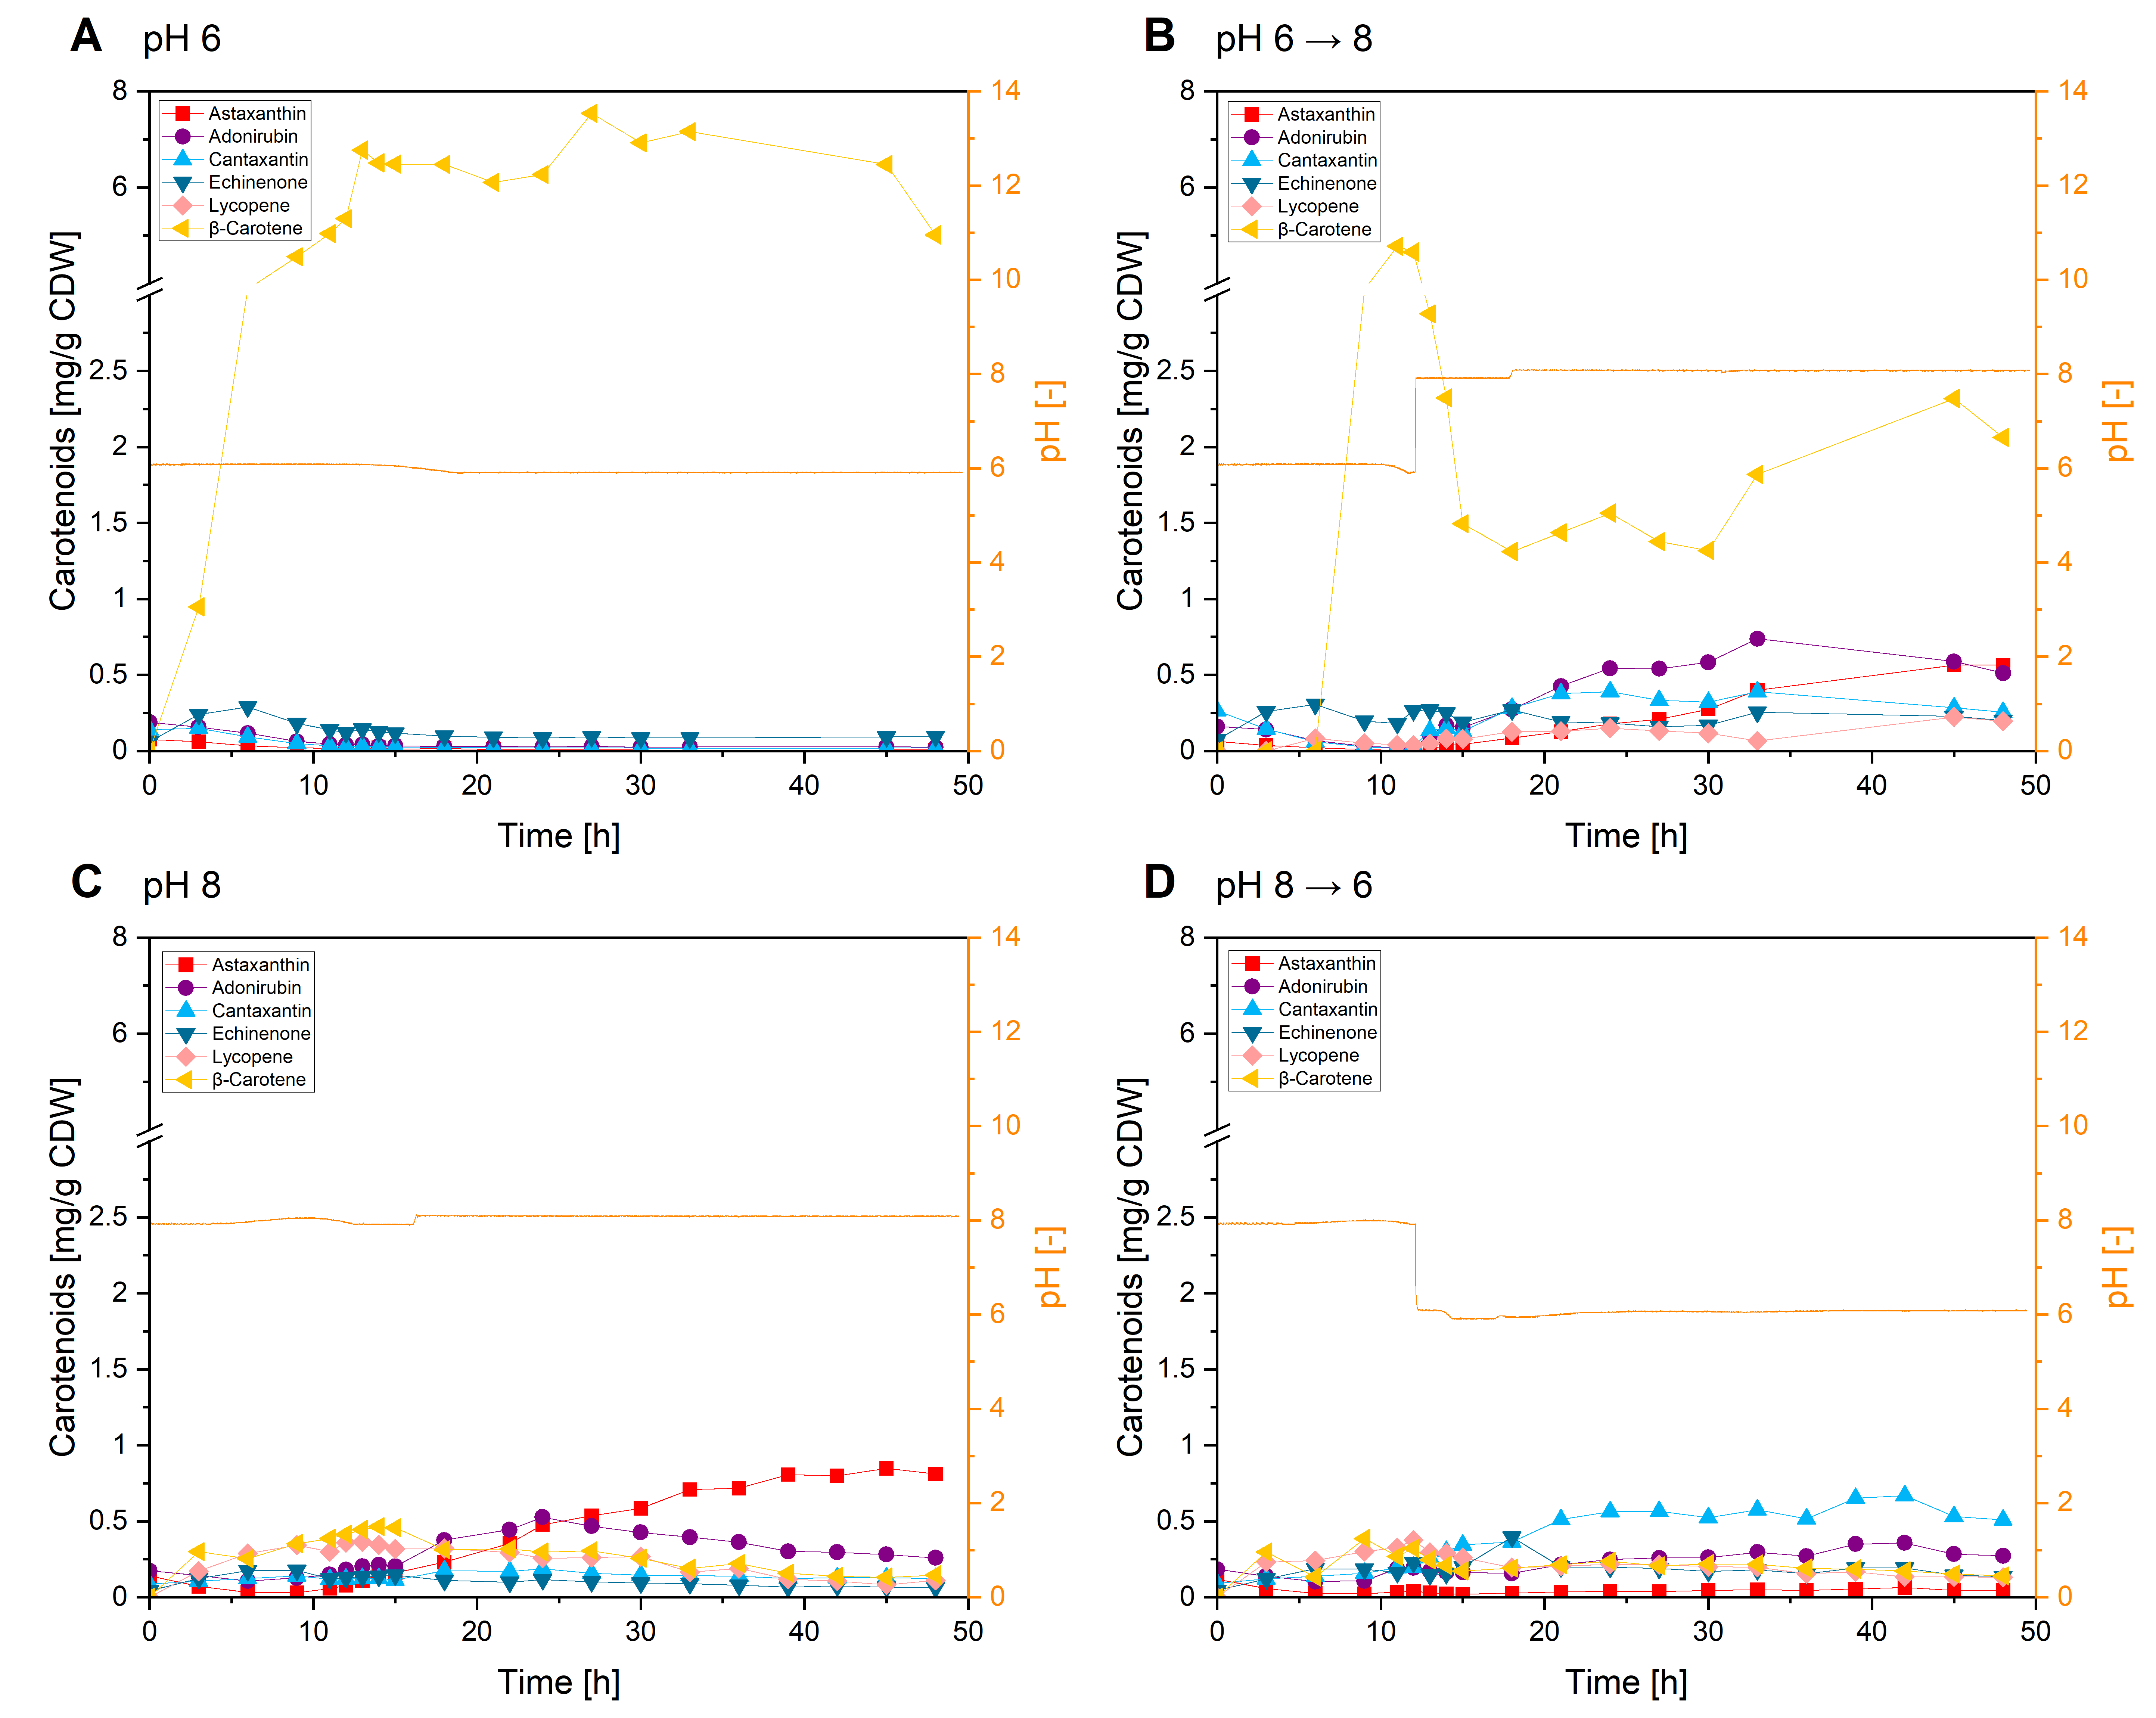 A pH 6
8
6
2.5
2
1.5
1
0.5
0
Carotenoids [mg/g CDW]
Astaxanthin
Adonirubin
Cantaxantin
Echinenone
Lycopene
β-Carotene
14
12
10
8
6
4
2
0
pH [-]
0 10 20 30 40 50
Time [h]
B pH 6 → 8
8
6
2.5
2
1.5
1
0.5
0
Carotenoids [mg/g CDW]
Astaxanthin
Adonirubin
Cantaxantin
Echinenone
Lycopene
β-Carotene
14
12
10
8
6
4
2
0
pH [-]
0 10 20 30 40 50
Time [h]
C pH 8
8
6
2.5
2
1.5
1
0.5
0
Carotenoids [mg/g CDW]
Astaxanthin
Adonirubin
Cantaxantin
Echinenone
Lycopene
β-Carotene
14
12
10
8
6
4
2
0
pH [-]
0 10 20 30 40 50
Time [h]
D pH 8 → 6
8
6
2.5
2
1.5
1
0.5
0
Carotenoids [mg/g CDW]
Astaxanthin
Adonirubin
Cantaxantin
Echinenone
Lycopene
β-Carotene
14
12
10
8
6
4
2
0
pH [-]
0 10 20 30 40 50
Time [h]